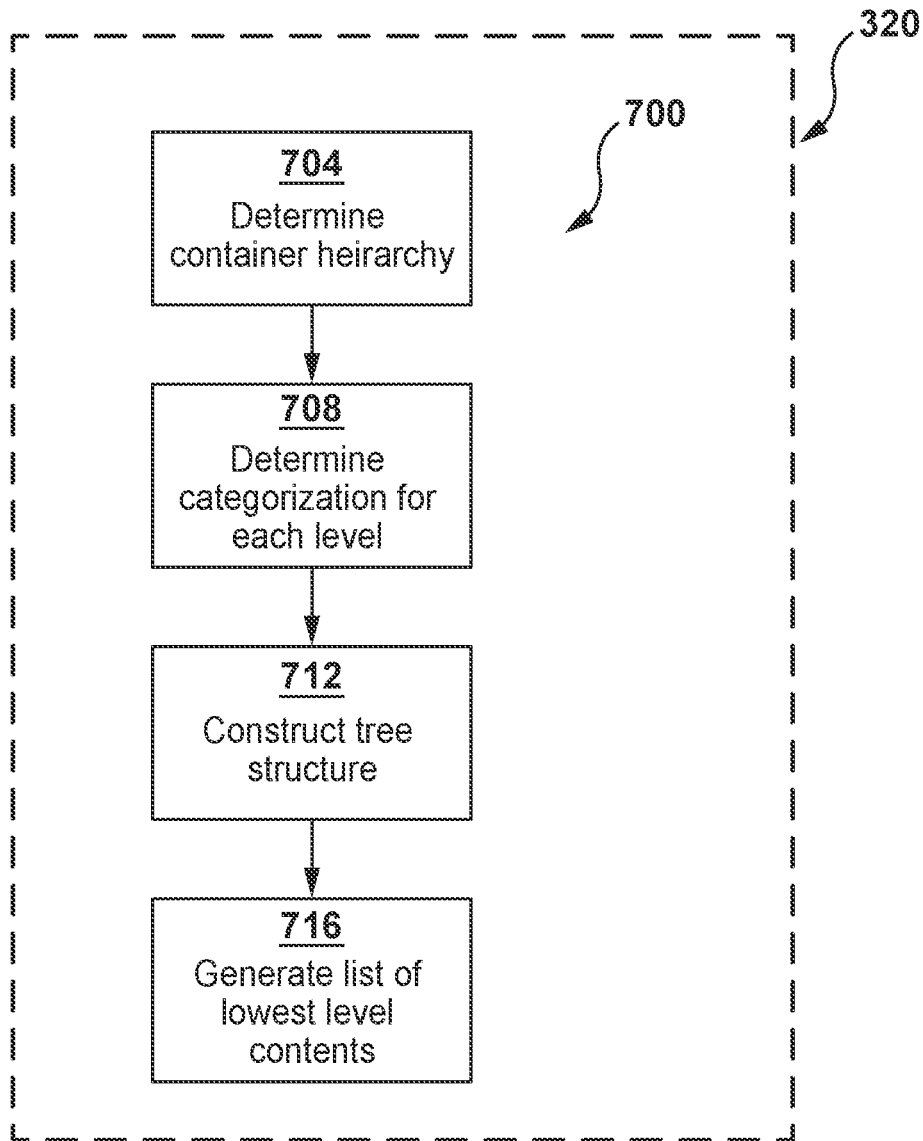 320
700
704
Determine
container heirarchy
708
Determine
categorization for
each level
712
Construct tree
structure
716
Generate list of
lowest level
contents